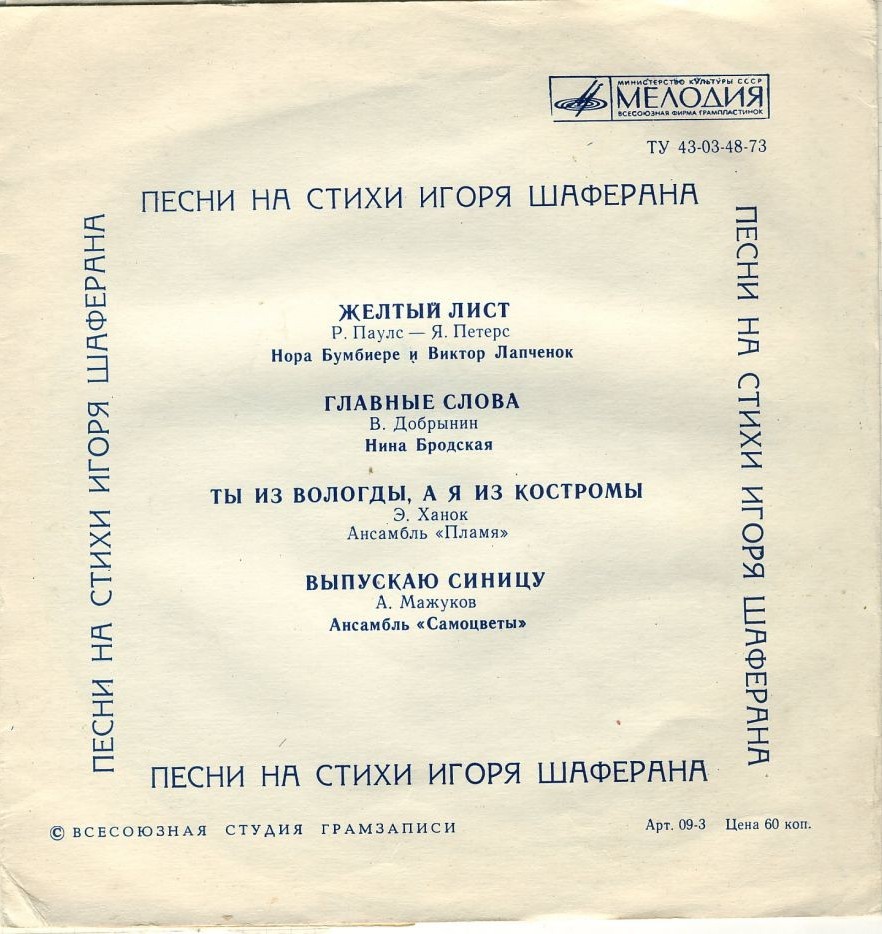 МИНИСТЕРСТВО КУЛЬТУРЫ СССР
МЕЛОДИЯ
ВСЕСОЮЗНАЯ ФИРМА ГРАМПЛАСТИНОК
ТУ 43-03-48-73
ПЕСНИ НА СТИХИ ИГОРЯ ШАФЕРАНА
ПЕСНИ НА СТИХИ ИГОРЯ ШАФЕРАНА
ПЕСНИ НА СТИХИ ИГОРЯ ШАФЕРАНА
ЖЕЛТЫЙ ЛИСТ
Р. Паулс — Я. Петерс
Нора Бумбиере и Виктор Лапченок
ГЛАВНЫЕ СЛОВА
В. Добрынин
Нина Бродская
ТЫ ИЗ ВОЛОГДЫ, А Я ИЗ КОСТРОМЫ
Э. Ханок
Ансамбль «Пламя»
ВЫПУСКАЮ СИНИЦУ
А. Мажуков
Ансамбль «Самоцветы»
ПЕСНИ НА СТИХИ ИГОРЯ ШАФЕРАНА
© ВСЕСОЮЗНАЯ СТУДИЯ ГРАМЗАПИСИ
Арт. 09-3 Цена 60 коп.